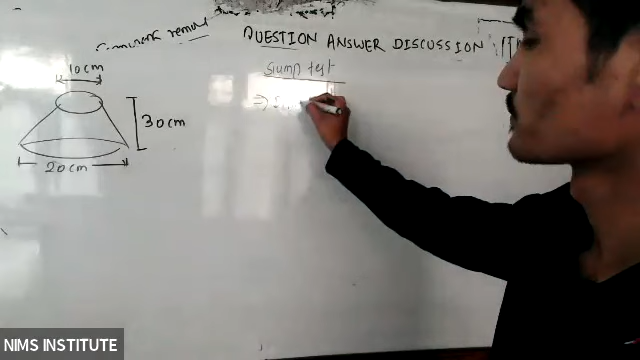 QUESTION ANSWER DISCUSSION
Slump test
10cm
30cm
20cm
NIMS INSTITUTE